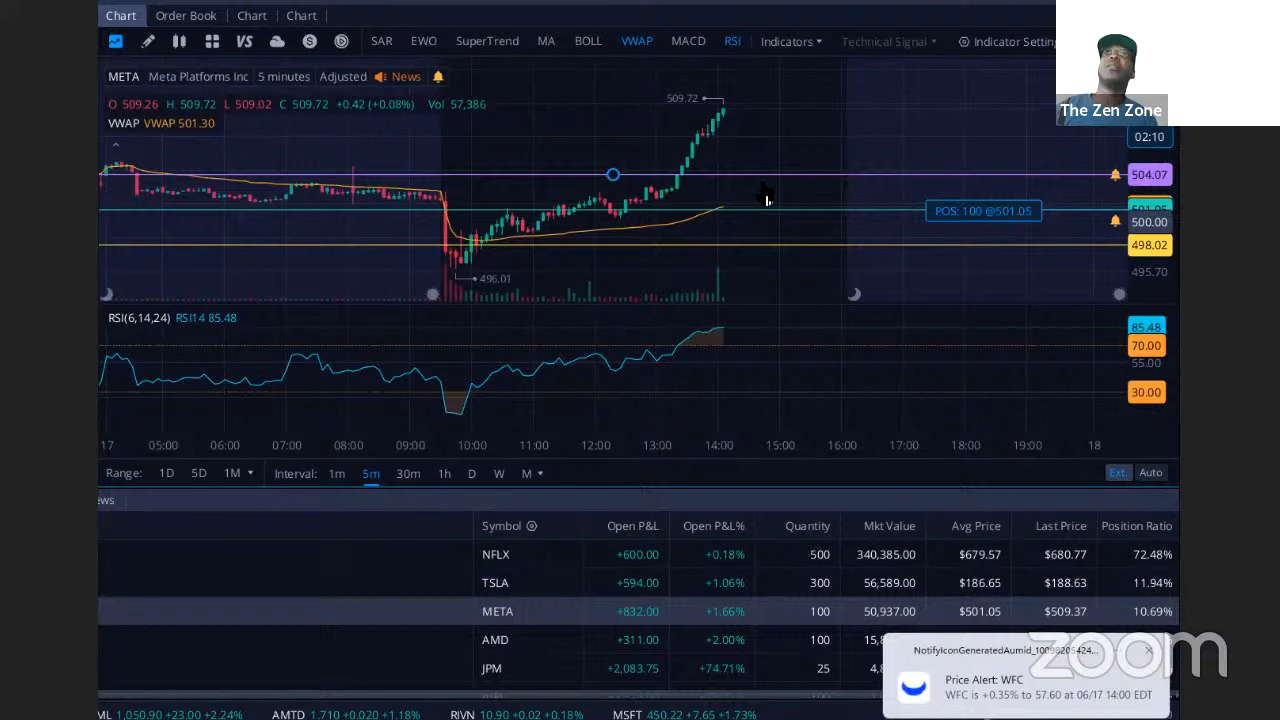 Chart Order Book Chart Chart
VS SAR EWO SuperTrend MA BOLL VWAP MACD RSI Indicators Technical Signal Indicator Setting
The Zen Zone
META Meta Platforms Inc 5 minutes Adjusted News
O 509.26 H 509.72 L 509.02 C 509.72 +0.42 (+0.08%) Vol 57,386
VWAP VWAP 501.30
509.72
02:10
504.07
POS: 100 @501.05
501.05
500.00
498.02
495.70
496.01
RSI(6,14,24) RSI14 85.48
85.48
70.00
55.00
30.00
17 05:00 06:00 07:00 08:00 09:00 10:00 11:00 12:00 13:00 14:00 15:00 16:00 17:00 18:00 19:00 18
Range: 1D 5D 1M Interval: 1m 5m 30m 1h D W M Ext. Auto
ews
Symbol Open P&L Open P&L% Quantity Mkt Value Avg Price Last Price Position Ratio
NFLX +600.00 +0.18% 500 340,385.00 $679.57 $680.77 72.48%
TSLA +594.00 +1.06% 300 56,589.00 $186.65 $188.63 11.94%
META +832.00 +1.66% 100 50,937.00 $501.05 $509.37 10.69%
AMD +311.00 +2.00% 100 15,8
JPM +2,083.75 +74.71% 25 4,8
NotifyIconGeneratedAumid_10098205424...
Price Alert: WFC
WFC is +0.35% to 57.60 at 06/17 14:00 EDT
zoom
ML 1,050.90 +23.00 +2.24% AMTD 1.710 +0.020 +1.18% RIVN 10.90 +0.02 +0.18% MSFT 450.22 +7.65 +1.73%